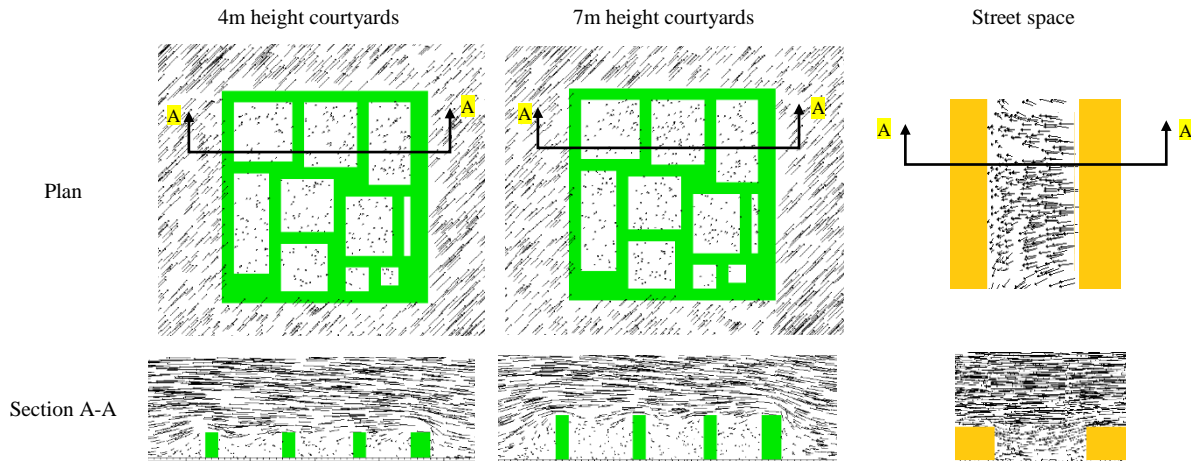 4m height courtyards
7m height courtyards
Street space
Plan
A
A
A
A
A
A
Section A-A